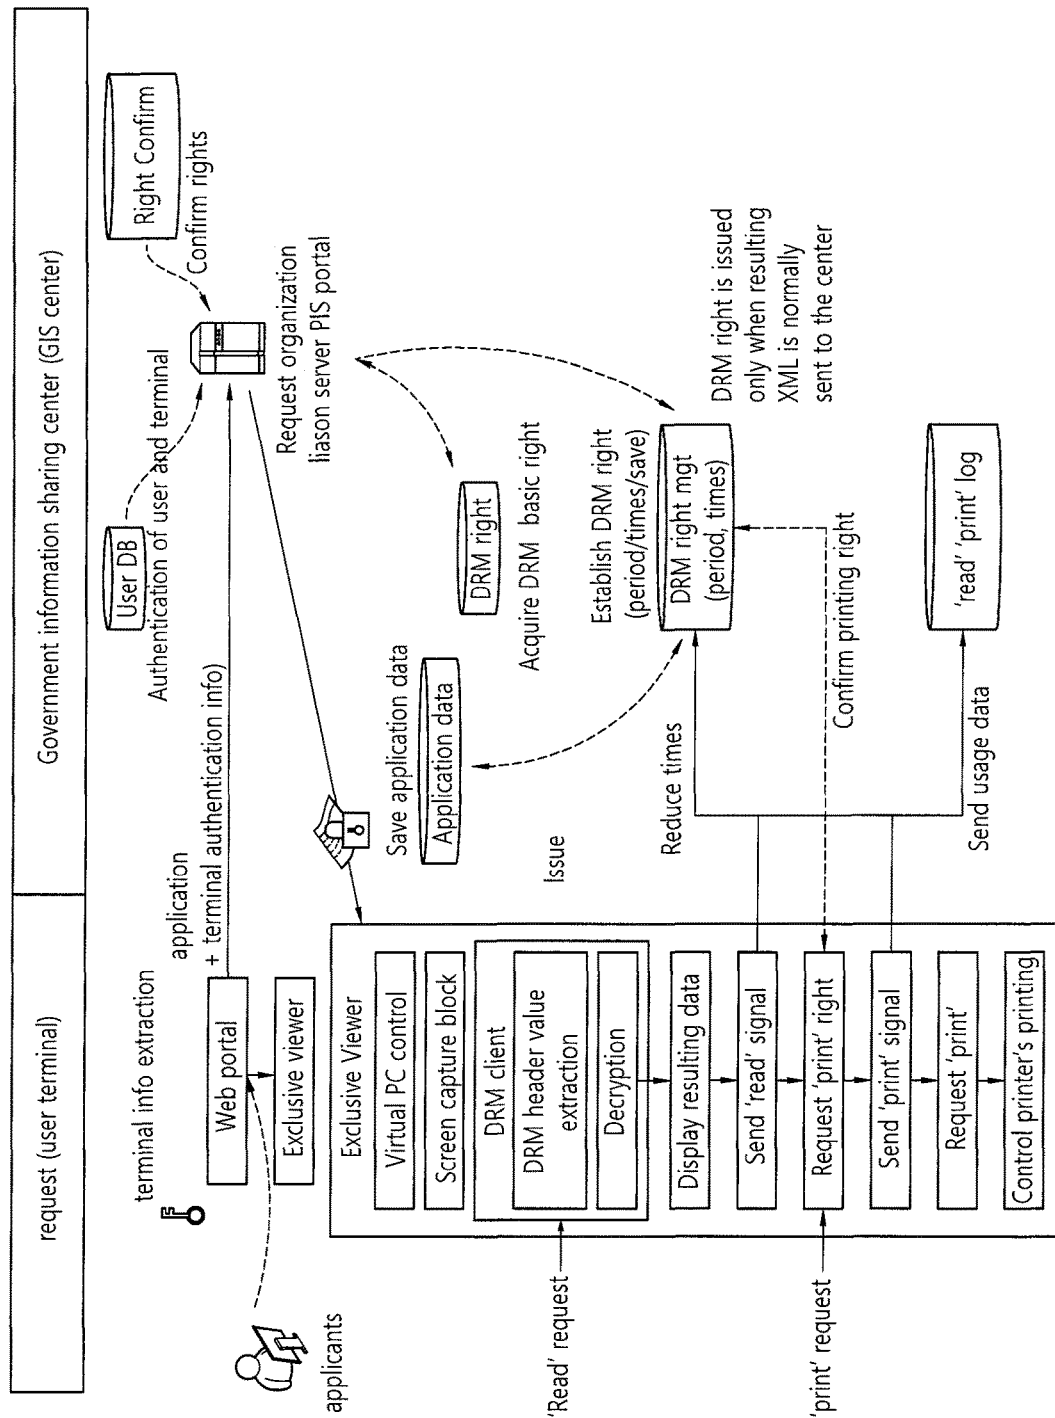 request (user terminal)
Government information sharing center (GIS center)
terminal info extraction
application
+ terminal authentication info)
Web portal
Exclusive viewer
applicants
User DB
Authentication of user and terminal
Right Confirm
Confirm rights
Request organization
liason server PIS portal
Exclusive Viewer
Virtual PC control
Screen capture block
DRM client
DRM header value
extraction
Decryption
'Read' request
Display resulting data
Send 'read' signal
Request 'print' right
'print' request
Send 'print' signal
Request 'print'
Control printer's printing
Save application data
Application data
Issue
DRM right
Acquire DRM basic right
Establish DRM right
(period/times/save)
DRM right mgt
(period, times)
DRM right is issued
only when resulting
XML is normally
sent to the center
Reduce times
Confirm printing right
Send usage data
'read' 'print' log